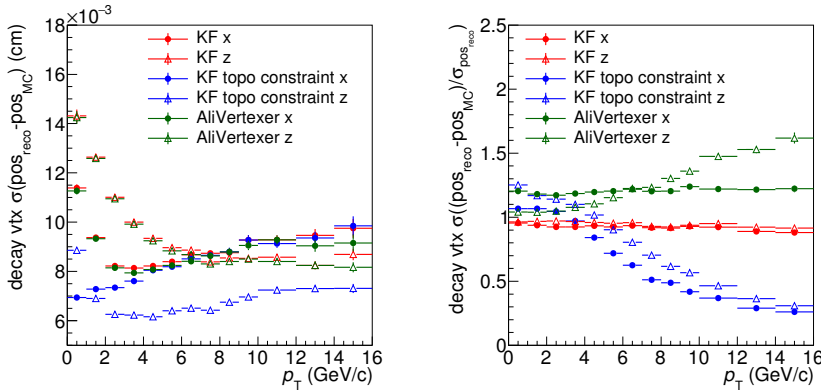 ×10⁻³
18
16
14
12
10
8
6
decay vtx σ(pos_reco-pos_MC) (cm)
KF x
KF z
KF topo constraint x
KF topo constraint z
AliVertexer x
AliVertexer z
0 2 4 6 8 10 12 14 16
p_T (GeV/c)
2.5
2
1.5
1
0.5
0
decay vtx σ((pos_reco-pos_MC)/σ_pos_reco)
KF x
KF z
KF topo constraint x
KF topo constraint z
AliVertexer x
AliVertexer z
0 2 4 6 8 10 12 14 16
p_T (GeV/c)